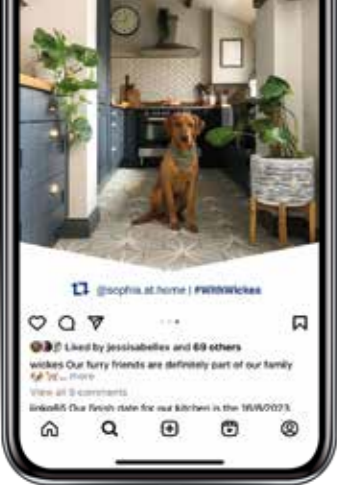 @sophia.at.home | #withwickes
Liked by jessisabellex and 69 others
wickes Our furry friends are definitely part of our family
... more
View all 9 comments
Our finish date for our kitchen is the 16/8/2023